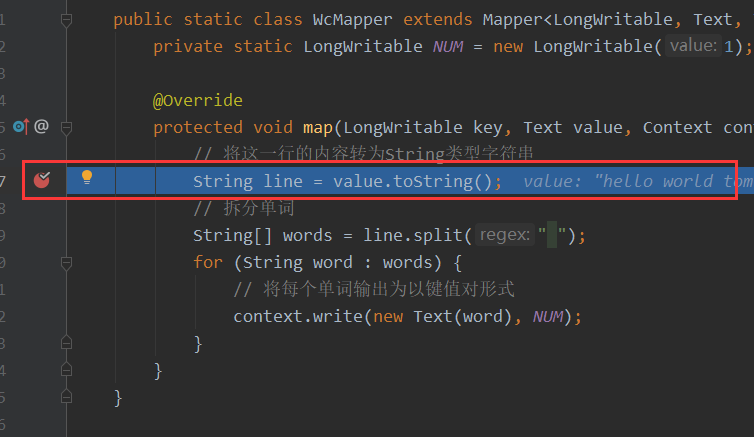 1 public static class WcMapper extends Mapper<LongWritable, Text,
2 private static LongWritable NUM = new LongWritable( value: 1);
3
4 @Override
5 @ protected void map(LongWritable key, Text value, Context con
6 // 将这一行的内容转为String类型字符串
7 String line = value.toString(); value: "hello world tom
8 // 拆分单词
9 String[] words = line.split( regex: " ");
0 for (String word : words) {
1 // 将每个单词输出为以键值对形式
2 context.write(new Text(word), NUM);
3 }
4 }
5 }
6